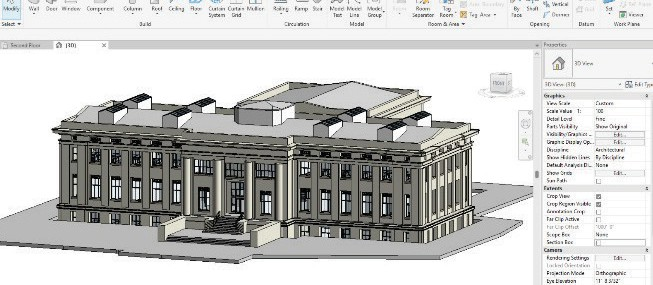 Modify Wall Door Window Component Column Roof Ceiling Floor Curtain System Curtain Grid Mullion Railing Ramp Stair Model Text Model Line Model Group Room Room Separator Tag Room Tag Area By Face Shaft Vertical Dormer Set Viewer
Select Build Circulation Model Room & Area Opening Datum Work Plane
Second Floor {3D} Properties
3D View
3D View: {3D} Edit Type
Graphics
View Scale Custom
Scale Value 1: 100
Detail Level Fine
Parts Visibility Show Original
Visibility/Graphics ... Edit...
Graphic Display Op... Edit...
Discipline Architectural
Show Hidden Lines By Discipline
Default Analysis Di... None
Show Grids Edit...
Sun Path
Extents
Crop View
Crop Region Visible
Annotation Crop
Far Clip Active
Far Clip Offset
Scope Box None
Section Box
Camera
Rendering Settings Edit...
Locked Orientation
Projection Mode Orthographic
Eye Elevation